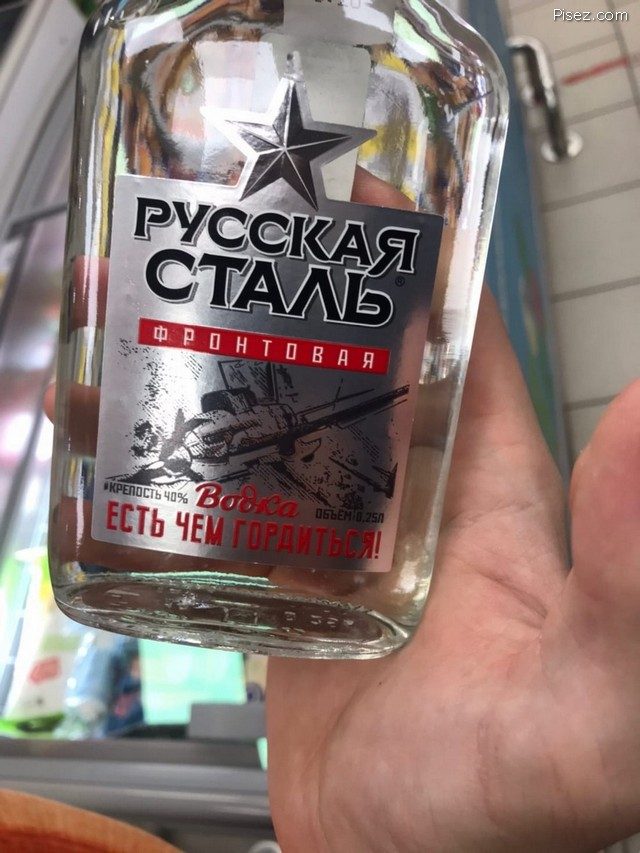 Pisez.com
РУССКАЯ
СТАЛЬ®
ФРОНТОВАЯ
*КРЕПОСТЬ 40% Водка ОБЪЕМ: 0,25Л
ЕСТЬ ЧЕМ ГОРДИТЬСЯ!